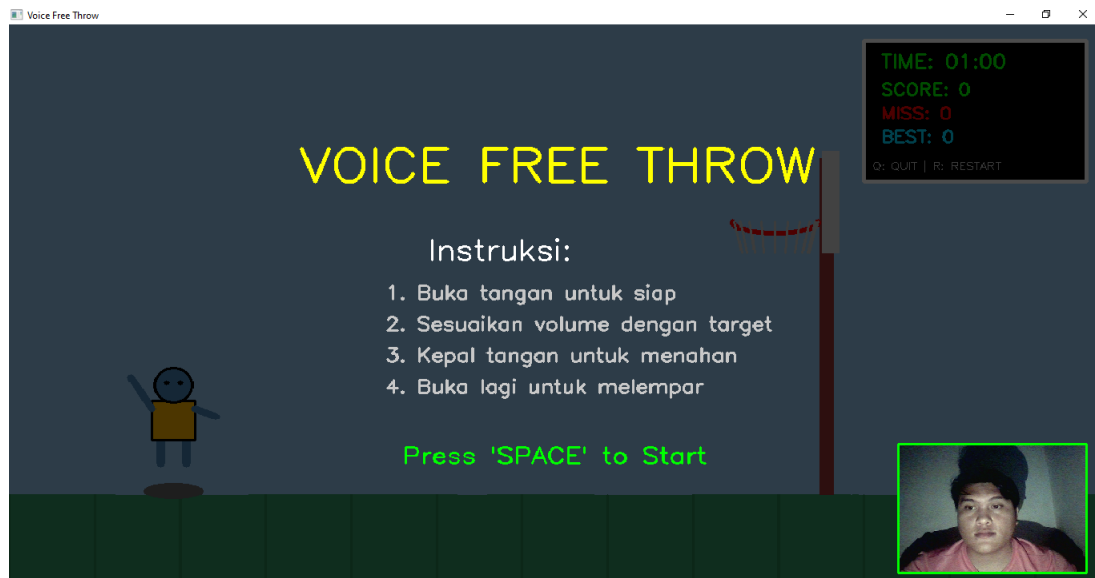 Voice Free Throw
TIME: 01:00
SCORE: 0
MISS: 0
BEST: 0
Q: QUIT | R: RESTART
VOICE FREE THROW
Instruksi:
1. Buka tangan untuk siap
2. Sesuaikan volume dengan target
3. Kepal tangan untuk menahan
4. Buka lagi untuk melempar
Press 'SPACE' to Start